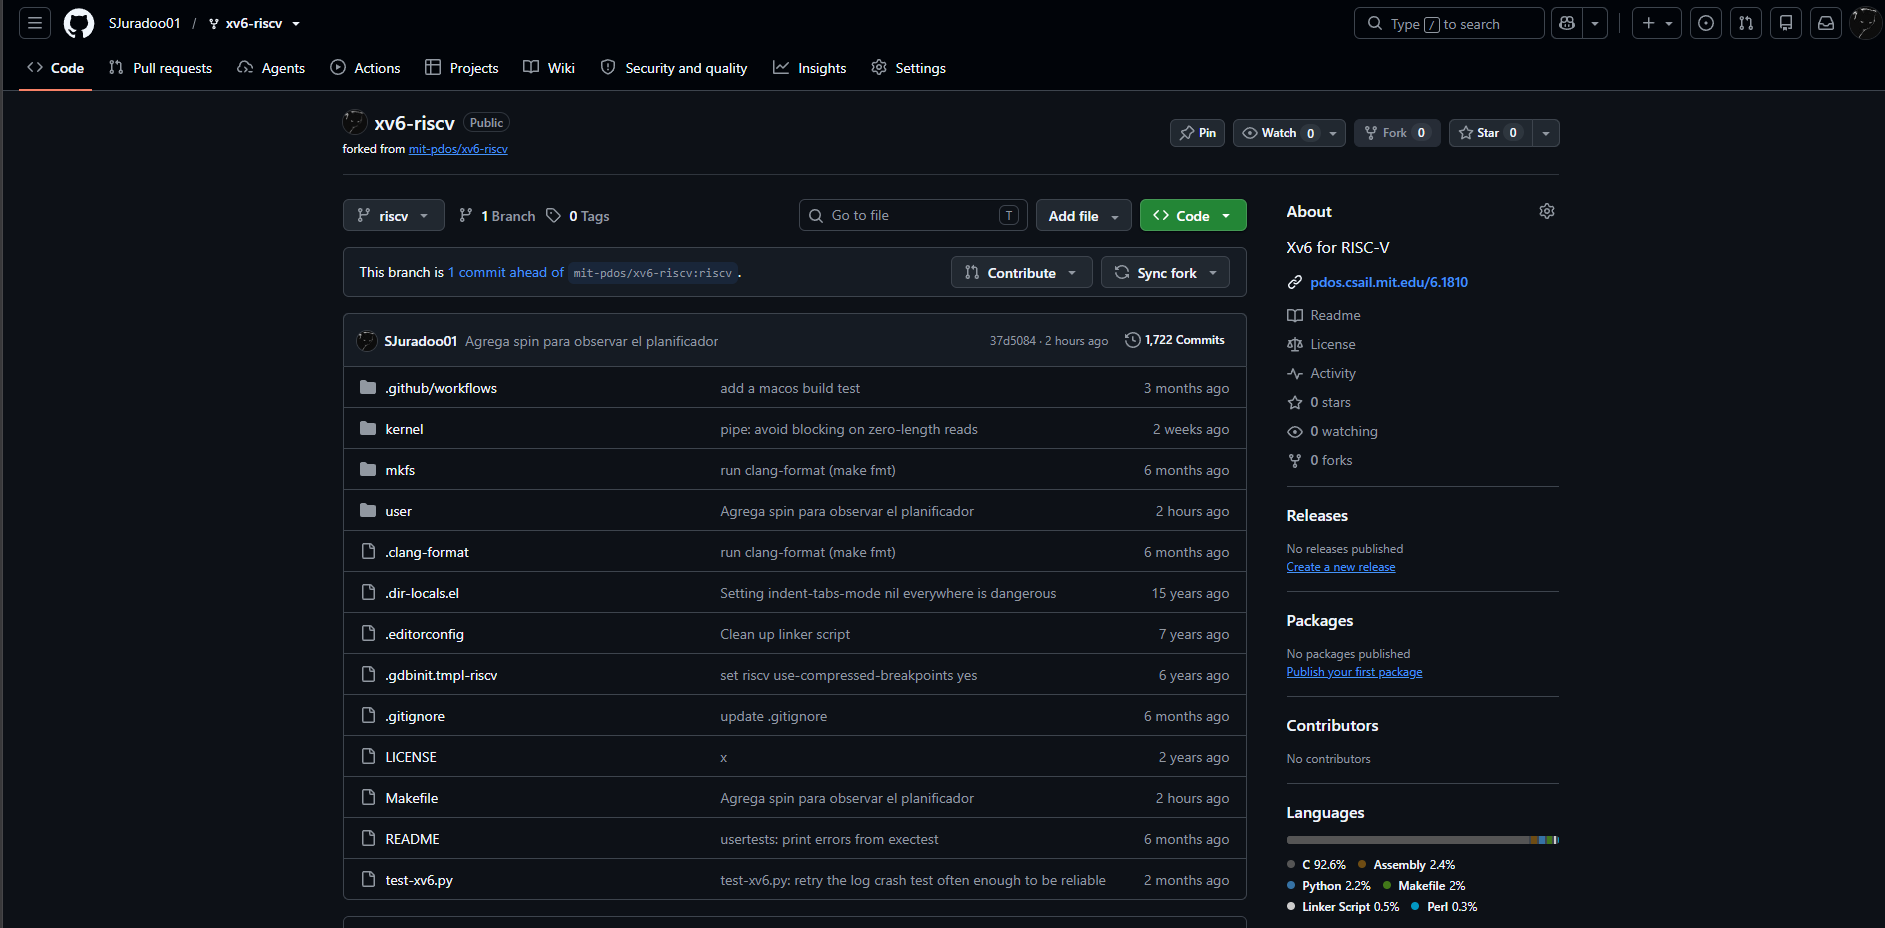 SJuradoo01 / xv6-riscv
Type / to search
Code Pull requests Agents Actions Projects Wiki Security and quality Insights Settings
xv6-riscv Public
forked from mit-pdos/xv6-riscv
Pin Watch 0 Fork 0 Star 0
riscv 1 Branch 0 Tags Go to file T Add file Code
This branch is 1 commit ahead of mit-pdos/xv6-riscv:riscv . Contribute Sync fork
SJuradoo01 Agrega spin para observar el planificador 37d5084 · 2 hours ago 1,722 Commits
.github/workflows add a macos build test 3 months ago
kernel pipe: avoid blocking on zero-length reads 2 weeks ago
mkfs run clang-format (make fmt) 6 months ago
user Agrega spin para observar el planificador 2 hours ago
.clang-format run clang-format (make fmt) 6 months ago
.dir-locals.el Setting indent-tabs-mode nil everywhere is dangerous 15 years ago
.editorconfig Clean up linker script 7 years ago
.gdbinit.tmpl-riscv set riscv use-compressed-breakpoints yes 6 years ago
.gitignore update .gitignore 6 months ago
LICENSE x 2 years ago
Makefile Agrega spin para observar el planificador 2 hours ago
README usertests: print errors from exectest 6 months ago
test-xv6.py test-xv6.py: retry the log crash test often enough to be reliable 2 months ago
About
Xv6 for RISC-V
pdos.csail.mit.edu/6.1810
Readme
License
Activity
0 stars
0 watching
0 forks
Releases
No releases published
Create a new release
Packages
No packages published
Publish your first package
Contributors
No contributors
Languages
C 92.6% Assembly 2.4%
Python 2.2% Makefile 2%
Linker Script 0.5% Perl 0.3%